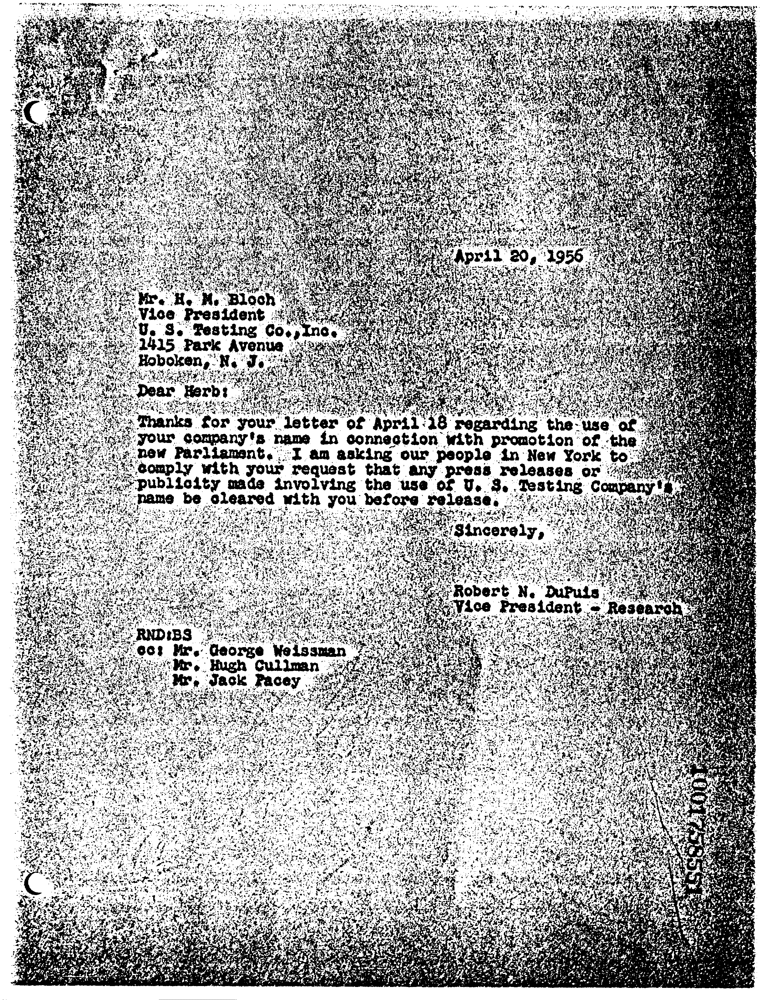 April 20, 1956
Mr. H. M. Bloch
Vice President
U. S. Testing Co.,Inc.
1415 Park Avenue
Hoboken, N. J.
Dear Herb:
Thanks for your letter of April 18 regarding the use of
your company's name in connection with promotion of the
new Parliament. I am asking our people in New York to
comply with your request that any press releases or
publicity made involving the use of U. S. Testing Company's
name be cleared with you before release.
Sincerely,
Robert N. DuPuis
Vice President - Research
RND:BS
cc: Mr. George Weissman
Mr. Hugh Cullman
Mr. Jack Pacey